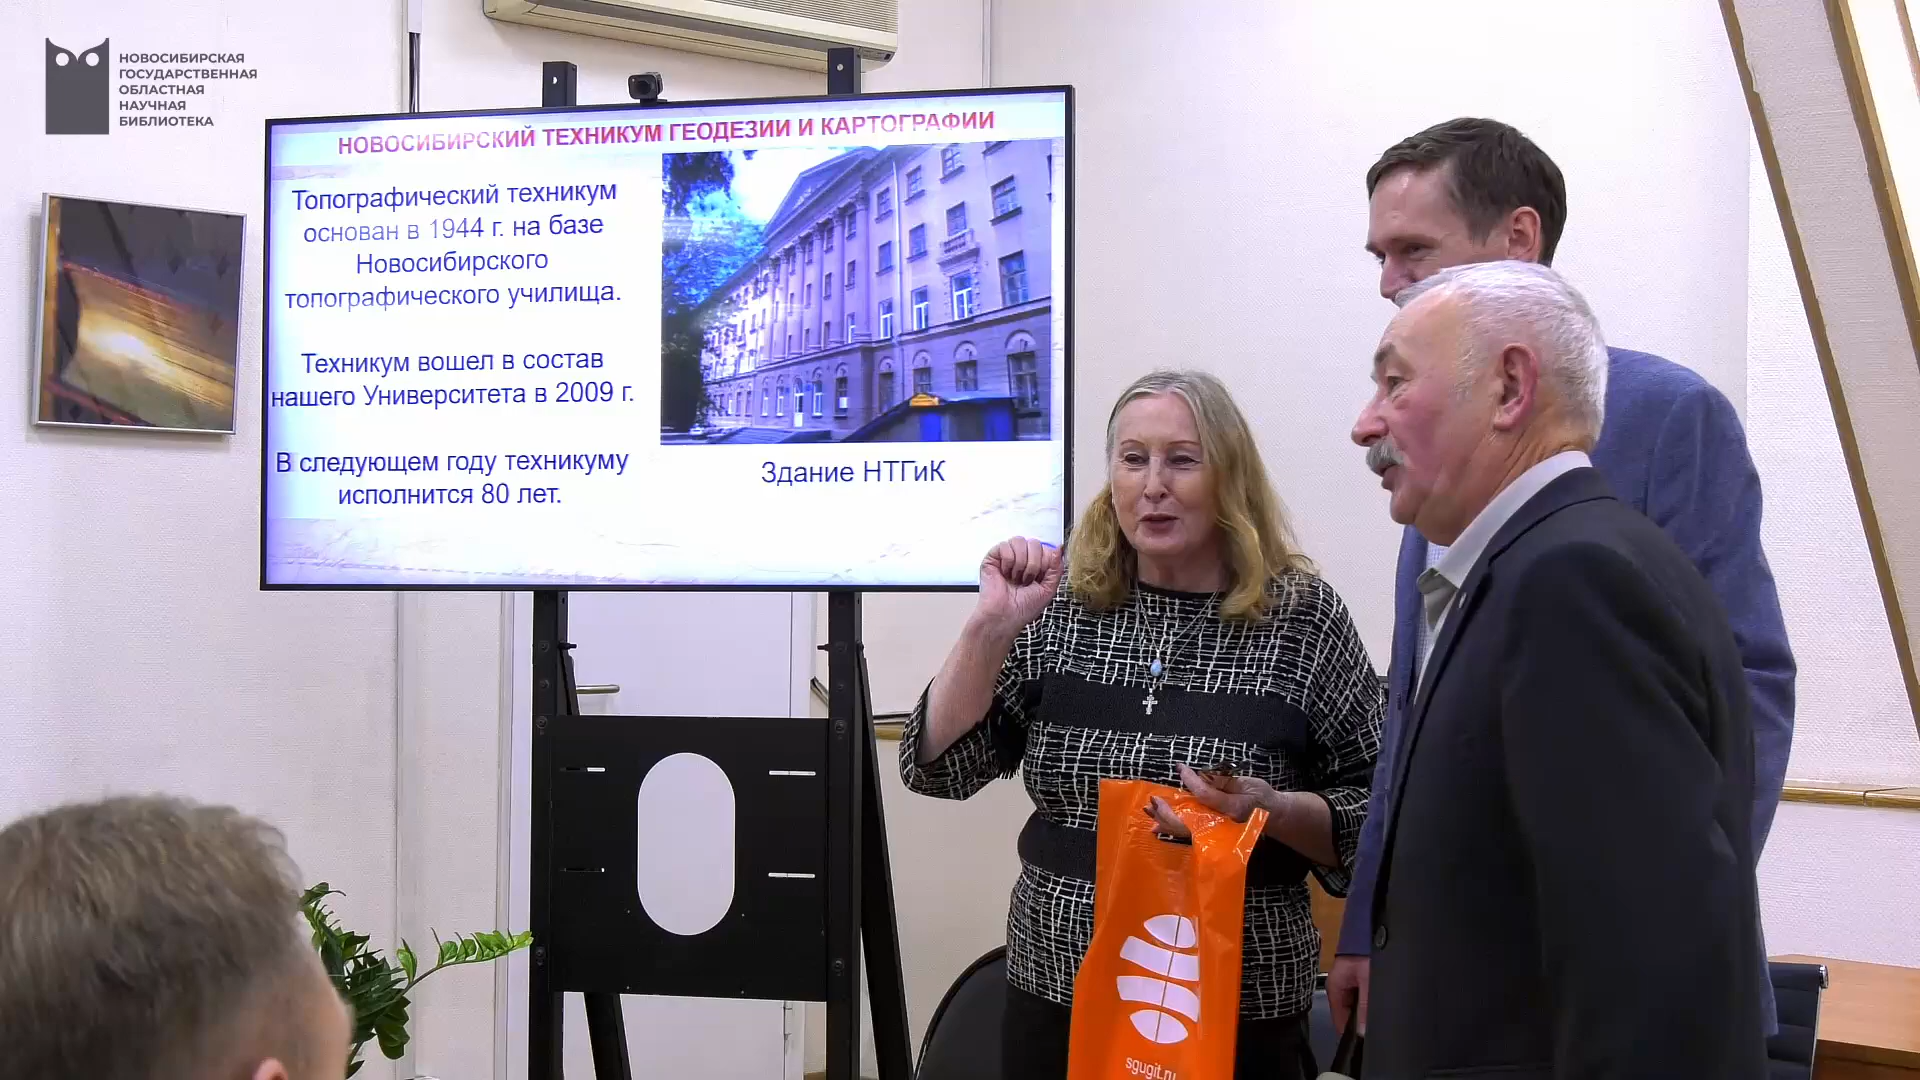 НОВОСИБИРСКАЯ
ГОСУДАРСТВЕННАЯ
ОБЛАСТНАЯ
НАУЧНАЯ
БИБЛИОТЕКА
НОВОСИБИРСКИЙ ТЕХНИКУМ ГЕОДЕЗИИ И КАРТОГРАФИИ
Топографический техникум
основан в 1944 г. на базе
Новосибирского
топографического училища.
Техникум вошел в состав
нашего Университета в 2009 г.
В следующем году техникуму
исполнится 80 лет.
Здание НТГиК
sgugit.ru